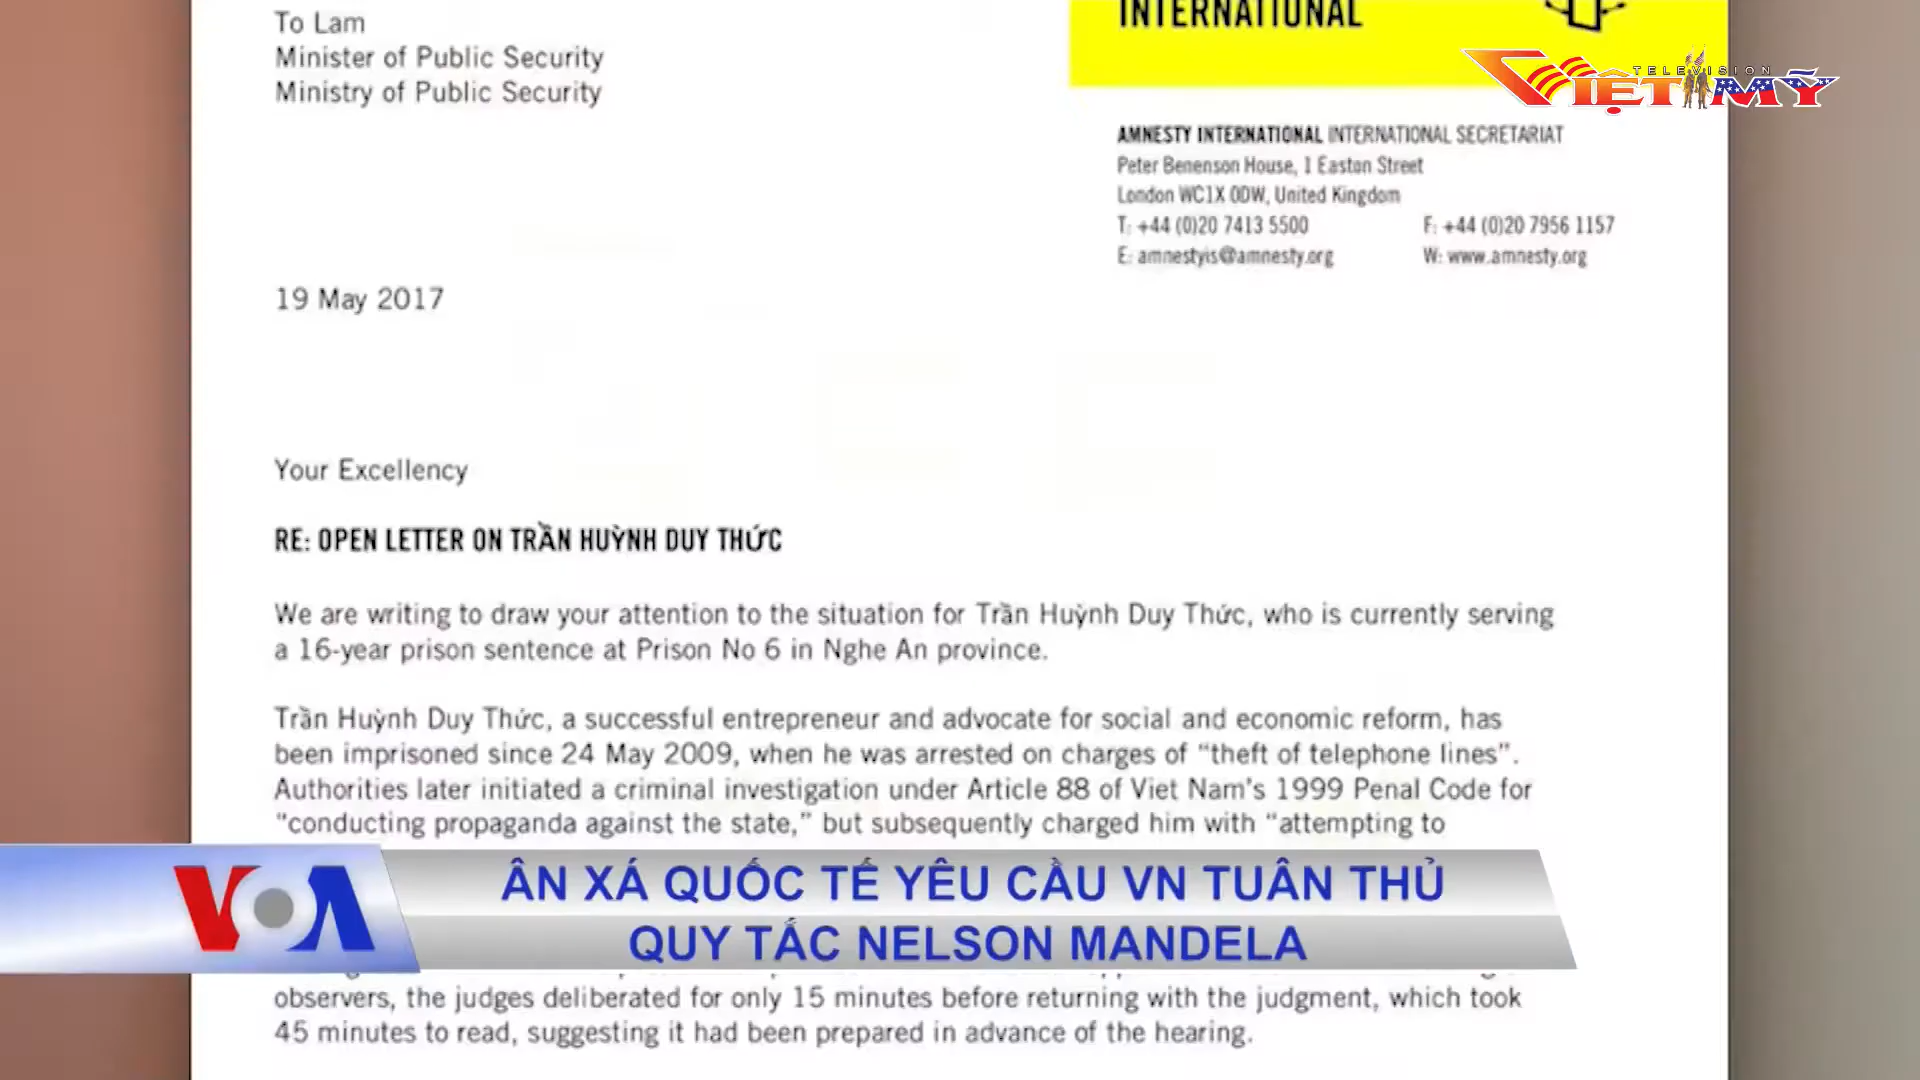 To Lam
Minister of Public Security
Ministry of Public Security
INTERNATIONAL
TELEVISION
VIỆT MỸ
AMNESTY INTERNATIONAL INTERNATIONAL SECRETARIAT
Peter Benenson House, 1 Easton Street
London WC1X 0DW, United Kingdom
T: +44 (0)20 7413 5500 F: +44 (0)20 7956 1157
E: amnestyis@amnesty.org W: www.amnesty.org
19 May 2017
Your Excellency
RE: OPEN LETTER ON TRẦN HUỲNH DUY THỨC
We are writing to draw your attention to the situation for Trần Huỳnh Duy Thức, who is currently serving
a 16-year prison sentence at Prison No 6 in Nghe An province.
Trần Huỳnh Duy Thức, a successful entrepreneur and advocate for social and economic reform, has
been imprisoned since 24 May 2009, when he was arrested on charges of “theft of telephone lines”.
Authorities later initiated a criminal investigation under Article 88 of Viet Nam’s 1999 Penal Code for
“conducting propaganda against the state,” but subsequently charged him with “attempting to
VOA
ÂN XÁ QUỐC TẾ YÊU CẦU VN TUÂN THỦ
QUY TẮC NELSON MANDELA
observers, the judges deliberated for only 15 minutes before returning with the judgment, which took
45 minutes to read, suggesting it had been prepared in advance of the hearing.